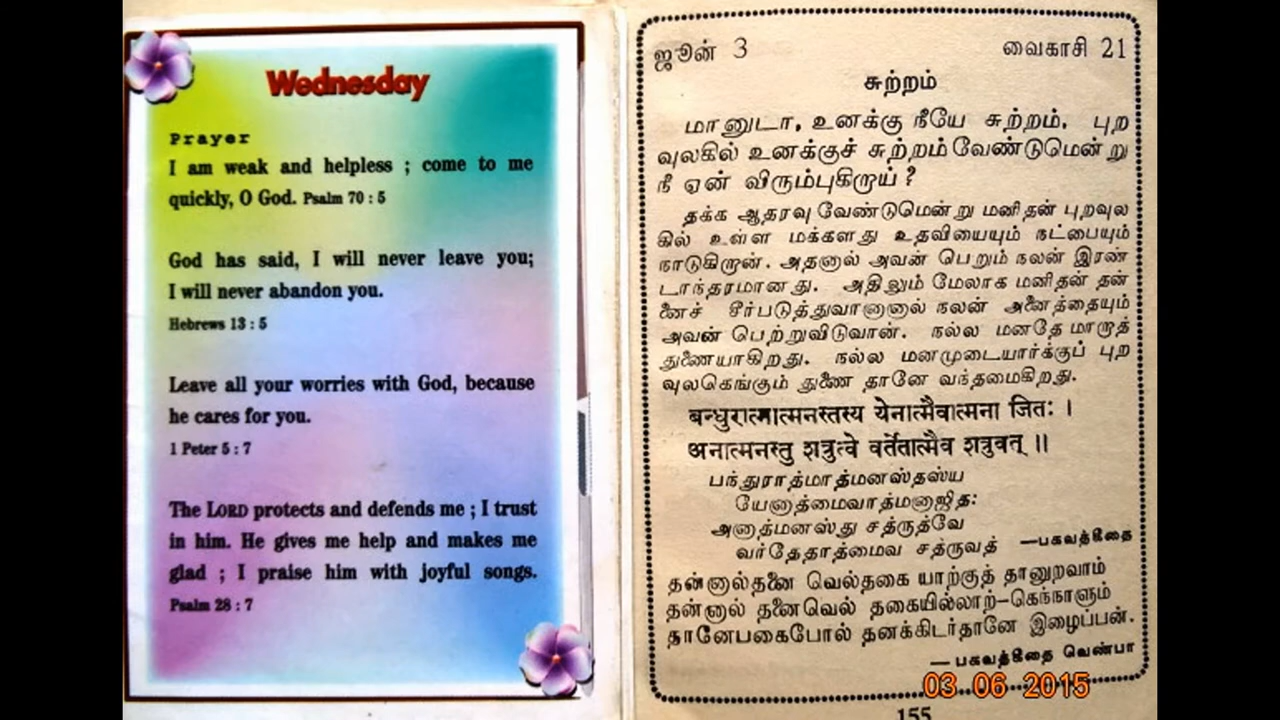 Wednesday
Prayer
I am weak and helpless ; come to me
quickly, O God. Psalm 70 : 5
God has said, I will never leave you;
I will never abandon you.
Hebrews 13 : 5
Leave all your worries with God, because
he cares for you.
1 Peter 5 : 7
The LORD protects and defends me ; I trust
in him. He gives me help and makes me
glad ; I praise him with joyful songs.
Psalm 28 : 7
ஜூன் 3 வைகாசி 21
சுற்றம்
மானுடா, உனக்கு நீயே சுற்றம். புற
வுலகில் உனக்குச் சுற்றம் வேண்டுமென்று
நீ ஏன் விரும்புகிறாய் ?
தக்க ஆதரவு வேண்டுமென்று மனிதன் புறவுல
கில் உள்ள மக்களது உதவியையும் நட்பையும்
நாடுகிறான். அதனால் அவன் பெறும் நலன் இரண்
டாந்தரமானது. அதிலும் மேலாக மனிதன் தன்
னைச் சீர்படுத்துவானானால் நலன் அனைத்தையும்
அவன் பெற்றுவிடுவான். நல்ல மனதே மாறாத்
துணையாகிறது. நல்ல மனமுடையார்க்குப் புற
வுலகெங்கும் துணை தானே வந்தமைகிறது.
बन्धुरात्मात्मनस्तस्य येनात्मैवात्मना जितः ।
अनात्मनस्तु शत्रुत्वे वर्तेतात्मैव शत्रुवत् ॥
பந்துராத்மாத்மனஸ்தஸ்ய
யேனாத்மைவாத்மனாஜித:
அனாத்மனஸ்து சத்ருத்வே
வர்தேதாத்மைவ சத்ருவத் —பகவத்கீதை
தன்னால்தனை வெல்தகை யாற்குத் தானுறவாம்
தன்னால் தனைவெல் தகையில்லாற்-கெந்நாளும்
தானேபகைபோல் தனக்கிடர்தானே இழைப்பன்.
— பகவத்கீதை வெண்பா
03 06 2015
155